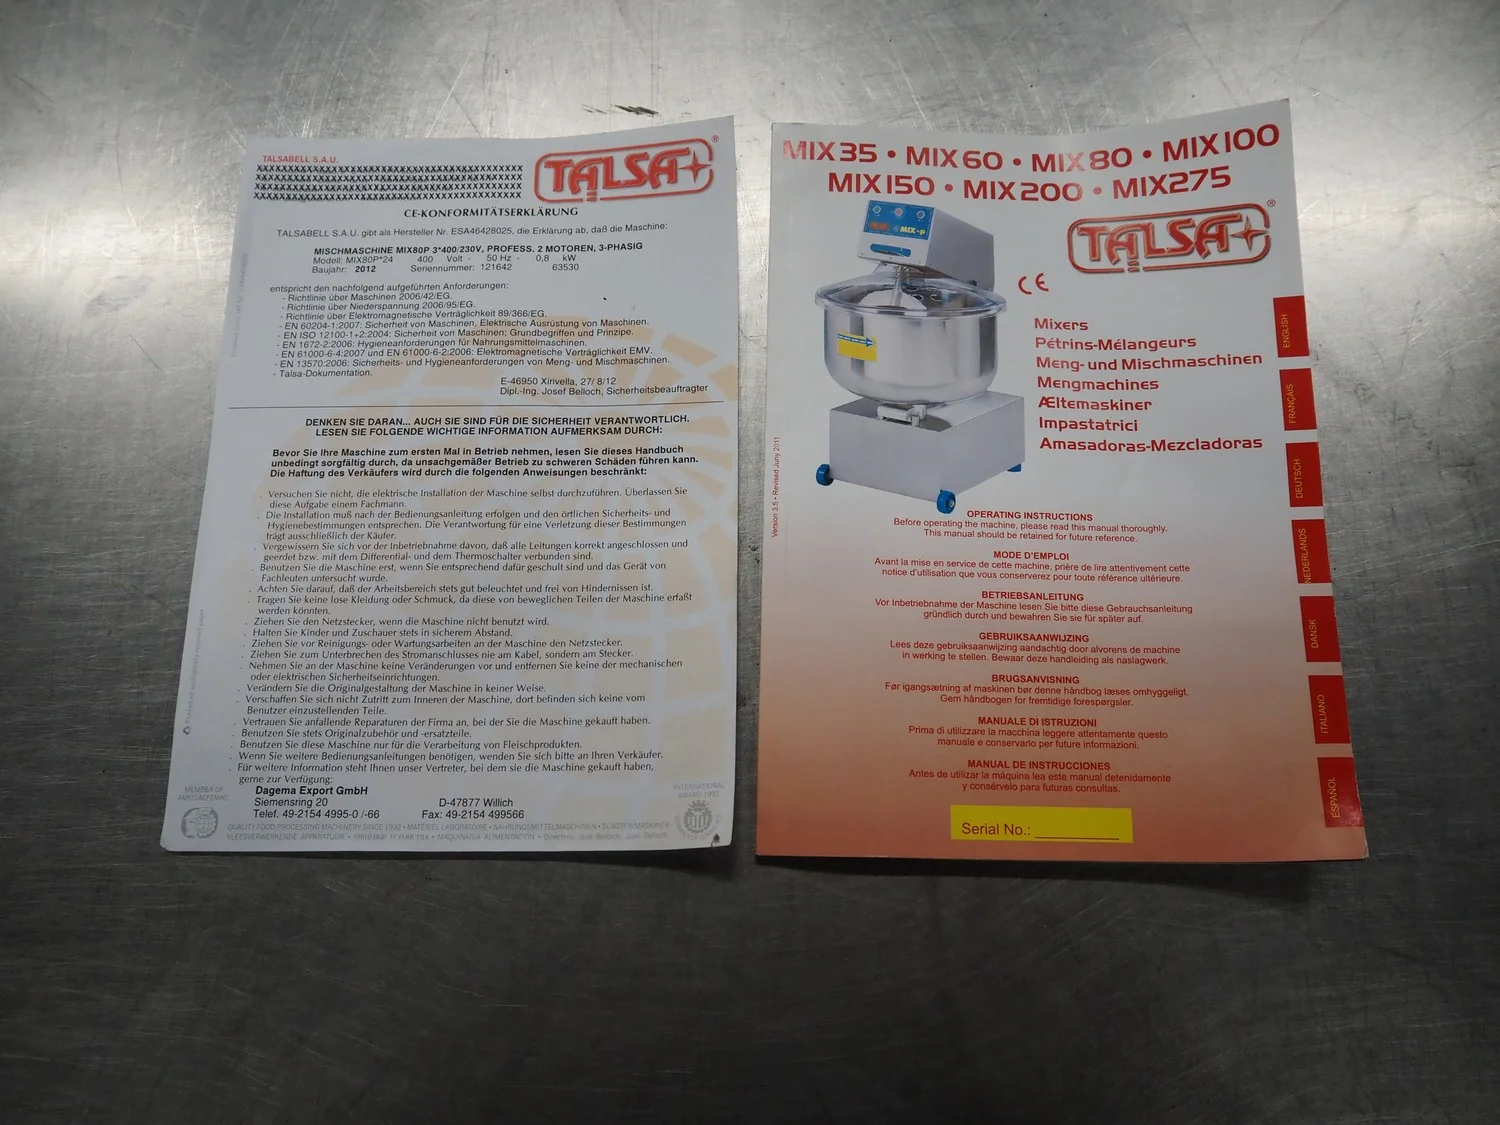 TALSABELL S.A.U.
XXXXXXXXXXXXXXXXXXXXXXXXXXXXXXXXXXXXXXXX
XXXXXXXXXXXXXXXXXXXXXXXXXXXXXXXXXXXXXXXX
XXXXXXXXXXXXXXXXXXXXXXXXXXXXXXXXXXXXXXXX
TALSA®
CE-KONFORMITÄTSERKLÄRUNG
TALSABELL S.A.U. gibt als Hersteller Nr. ESA46428025, die Erklärung ab, daß die Maschine:
MISCHMASCHINE MIX80P 3*400/230V, PROFESS. 2 MOTOREN, 3-PHASIG
Modell: MIX80P*24 400 Volt - 50 Hz - 0,8 kW
Baujahr: 2012 Seriennummer: 121642 63530
entspricht den nachfolgend aufgeführten Anforderungen:
- Richtlinie über Maschinen 2006/42/EG.
- Richtlinie über Niederspannung 2006/95/EG.
- Richtlinie über Elektromagnetische Verträglichkeit 89/366/EG.
- EN 60204-1:2007: Sicherheit von Maschinen, Elektrische Ausrüstung von Maschinen.
- EN ISO 12100-1+2:2004: Sicherheit von Maschinen: Grundbegriffen und Prinzipe.
- EN 1672-2:2006: Hygieneanforderungen für Nahrungsmittelmaschinen.
- EN 61000-6-4:2007 und EN 61000-6-2:2006: Elektromagnetische Verträglichkeit EMV.
- EN 13570:2006: Sicherheits- und Hygieneanforderungen von Meng- und Mischmaschinen.
- Talsa-Dokumentation.
E-46950 Xirivella, 27/ 8/12
Dipl.-Ing. Josef Belloch, Sicherheitsbeauftragter
DENKEN SIE DARAN... AUCH SIE SIND FÜR DIE SICHERHEIT VERANTWORTLICH.
LESEN SIE FOLGENDE WICHTIGE INFORMATION AUFMERKSAM DURCH:
Bevor Sie Ihre Maschine zum ersten Mal in Betrieb nehmen, lesen Sie dieses Handbuch
unbedingt sorgfältig durch, da unsachgemäßer Betrieb zu schweren Schäden führen kann.
Die Haftung des Verkäufers wird durch die folgenden Anweisungen beschränkt:
. Versuchen Sie nicht, die elektrische Installation der Maschine selbst durchzuführen. Überlassen Sie
diese Aufgabe einem Fachmann.
. Die Installation muß nach der Bedienungsanleitung erfolgen und den örtlichen Sicherheits- und
Hygienebestimmungen entsprechen. Die Verantwortung für eine Verletzung dieser Bestimmungen
trägt ausschließlich der Käufer.
. Vergewissern Sie sich vor der Inbetriebnahme davon, daß alle Leitungen korrekt angeschlossen und
geerdet bzw. mit dem Differential- und dem Thermoschalter verbunden sind.
. Benutzen Sie die Maschine erst, wenn Sie entsprechend dafür geschult sind und das Gerät von
Fachleuten untersucht wurde.
. Achten Sie darauf, daß der Arbeitsbereich stets gut beleuchtet und frei von Hindernissen ist.
. Tragen Sie keine lose Kleidung oder Schmuck, da diese von beweglichen Teilen der Maschine erfaßt
werden könnten.
. Ziehen Sie den Netzstecker, wenn die Maschine nicht benutzt wird.
. Halten Sie Kinder und Zuschauer stets in sicherem Abstand.
. Ziehen Sie vor Reinigungs- oder Wartungsarbeiten an der Maschine den Netzstecker.
. Ziehen Sie zum Unterbrechen des Stromanschlusses nie am Kabel, sondern am Stecker.
. Nehmen Sie an der Maschine keine Veränderungen vor und entfernen Sie keine der mechanischen
oder elektrischen Sicherheitseinrichtungen.
. Verändern Sie die Originalgestaltung der Maschine in keiner Weise.
. Verschaffen Sie sich nicht Zutritt zum Inneren der Maschine, dort befinden sich keine vom
Benutzer einzustellenden Teile.
. Vertrauen Sie anfallende Reparaturen der Firma an, bei der Sie die Maschine gekauft haben.
. Benutzen Sie stets Originalzubehör und -ersatzteile.
. Benutzen Sie diese Maschine nur für die Verarbeitung von Fleischprodukten.
. Wenn Sie weitere Bedienungsanleitungen benötigen, wenden Sie sich bitte an Ihren Verkäufer.
. Für weitere Information steht Ihnen unser Vertreter, bei dem sie die Maschine gekauft haben,
gerne zur Verfügung:
Dagema Export GmbH
Siemensring 20 D-47877 Willich
Telef. 49-2154 4995-0 /-66 Fax: 49-2154 499566
MEMBER OF
AMEC/AEFEMAC
INTERNATIONAL
AWARD 1991
QUALITY FOOD PROCESSING MACHINERY SINCE 1932 • MATÉRIEL LABORATOIRE • NAHRUNGSMITTELMASCHINEN • SLAGTERIMASKINER
VLEESVERWERKENDE APPARATUUR • MAQUINARIA ALIMENTACIÓN • Directors: José Belloch, Juan Belloch
MIX35 • MIX60 • MIX80 • MIX100
MIX150 • MIX200 • MIX275
TALSA®
MIX-p
CE
Mixers
Pétrins-Mélangeurs
Meng- und Mischmaschinen
Mengmachines
Æltemaskiner
Impastatrici
Amasadoras-Mezcladoras
Version 3.5 • Revised Juny 2011
OPERATING INSTRUCTIONS
Before operating the machine, please read this manual thoroughly.
This manual should be retained for future reference.
MODE D'EMPLOI
Avant la mise en service de cette machine, prière de lire attentivement cette
notice d'utilisation que vous conserverez pour toute référence ultérieure.
BETRIEBSANLEITUNG
Vor Inbetriebnahme der Maschine lesen Sie bitte diese Gebrauchsanleitung
gründlich durch und bewahren Sie sie für später auf.
GEBRUIKSAANWIJZING
Lees deze gebruiksaanwijzing aandachtig door alvorens de machine
in werking te stellen. Bewaar deze handleiding als naslagwerk.
BRUGSANVISNING
Før igangsætning af maskinen bør denne håndbog læses omhyggeligt.
Gem håndbogen for fremtidige forespørgsler.
MANUALE DI ISTRUZIONI
Prima di utilizzare la macchina leggere attentamente questo
manuale e conservarlo per future informazioni.
MANUAL DE INSTRUCCIONES
Antes de utilizar la máquina lea este manual detenidamente
y consérvelo para futuras consultas.
Serial No.: ___________
ENGLISH
FRANÇAIS
DEUTSCH
NEDERLANDS
DANSK
ITALIANO
ESPAÑOL